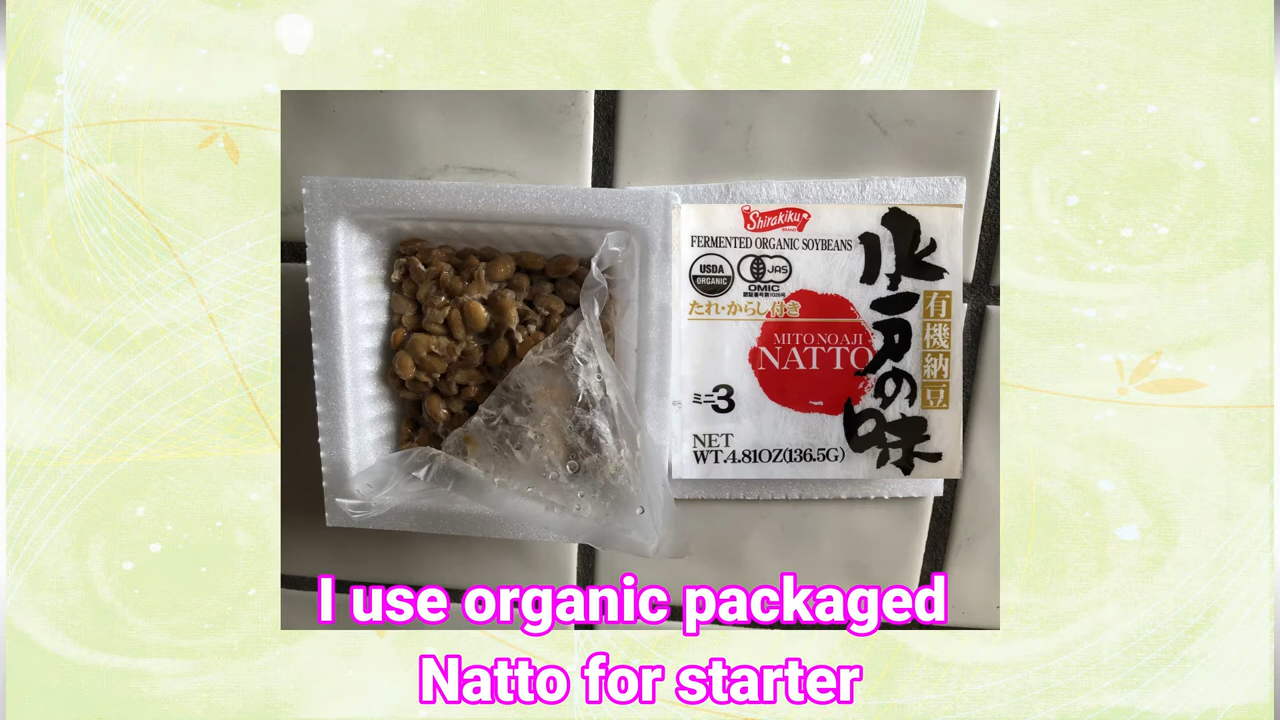 Shirakiku
BRAND
FERMENTED ORGANIC SOYBEANS
USDA
ORGANIC
JAS
OMIC
たれ・からし付き
MITO NO AJI
NATTO
ミニ3
NET
WT.4.81OZ(136.5G)
水戸の味
有機納豆
I use organic packaged
Natto for starter